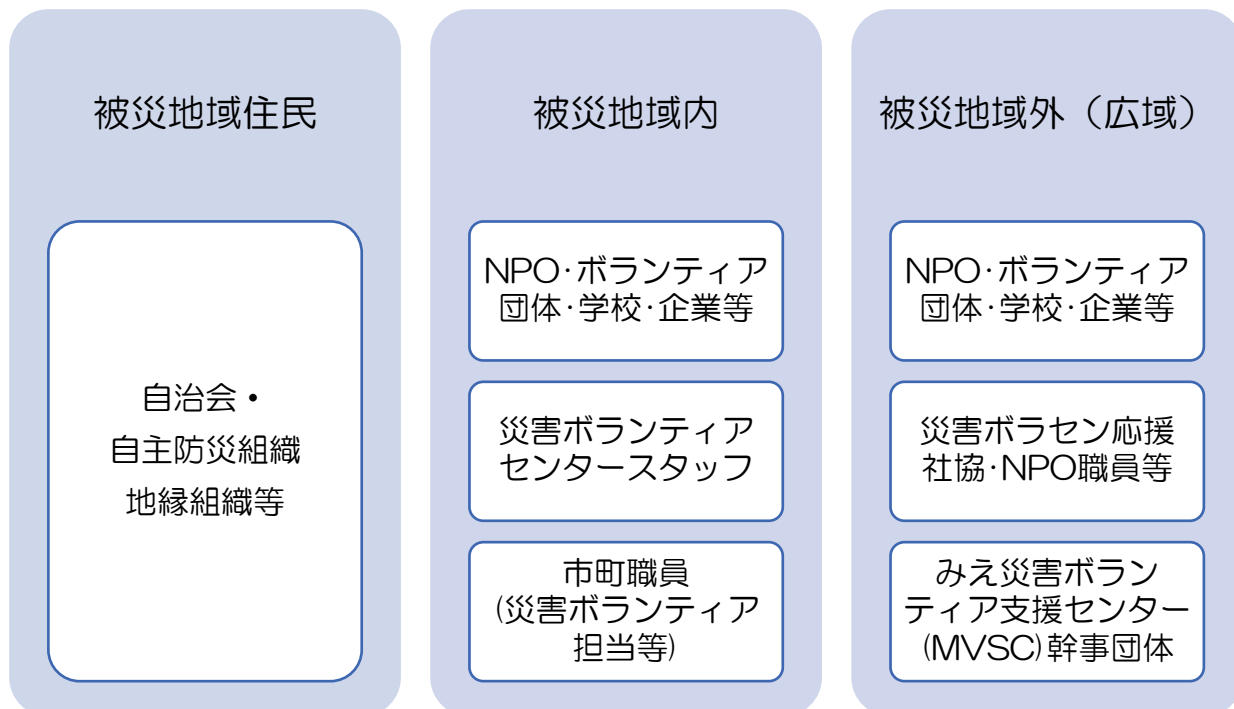 被災地域住民
自治会・
自主防災組織
地縁組織等
被災地域内
NPO･ボランティア
団体･学校･企業等
災害ボランティア
センタースタッフ
市町職員
(災害ボランティア
担当等)
被災地域外（広域）
NPO･ボランティア
団体･学校･企業等
災害ボラセン応援
社協･NPO職員等
みえ災害ボラン
ティア支援センター
(MVSC)幹事団体